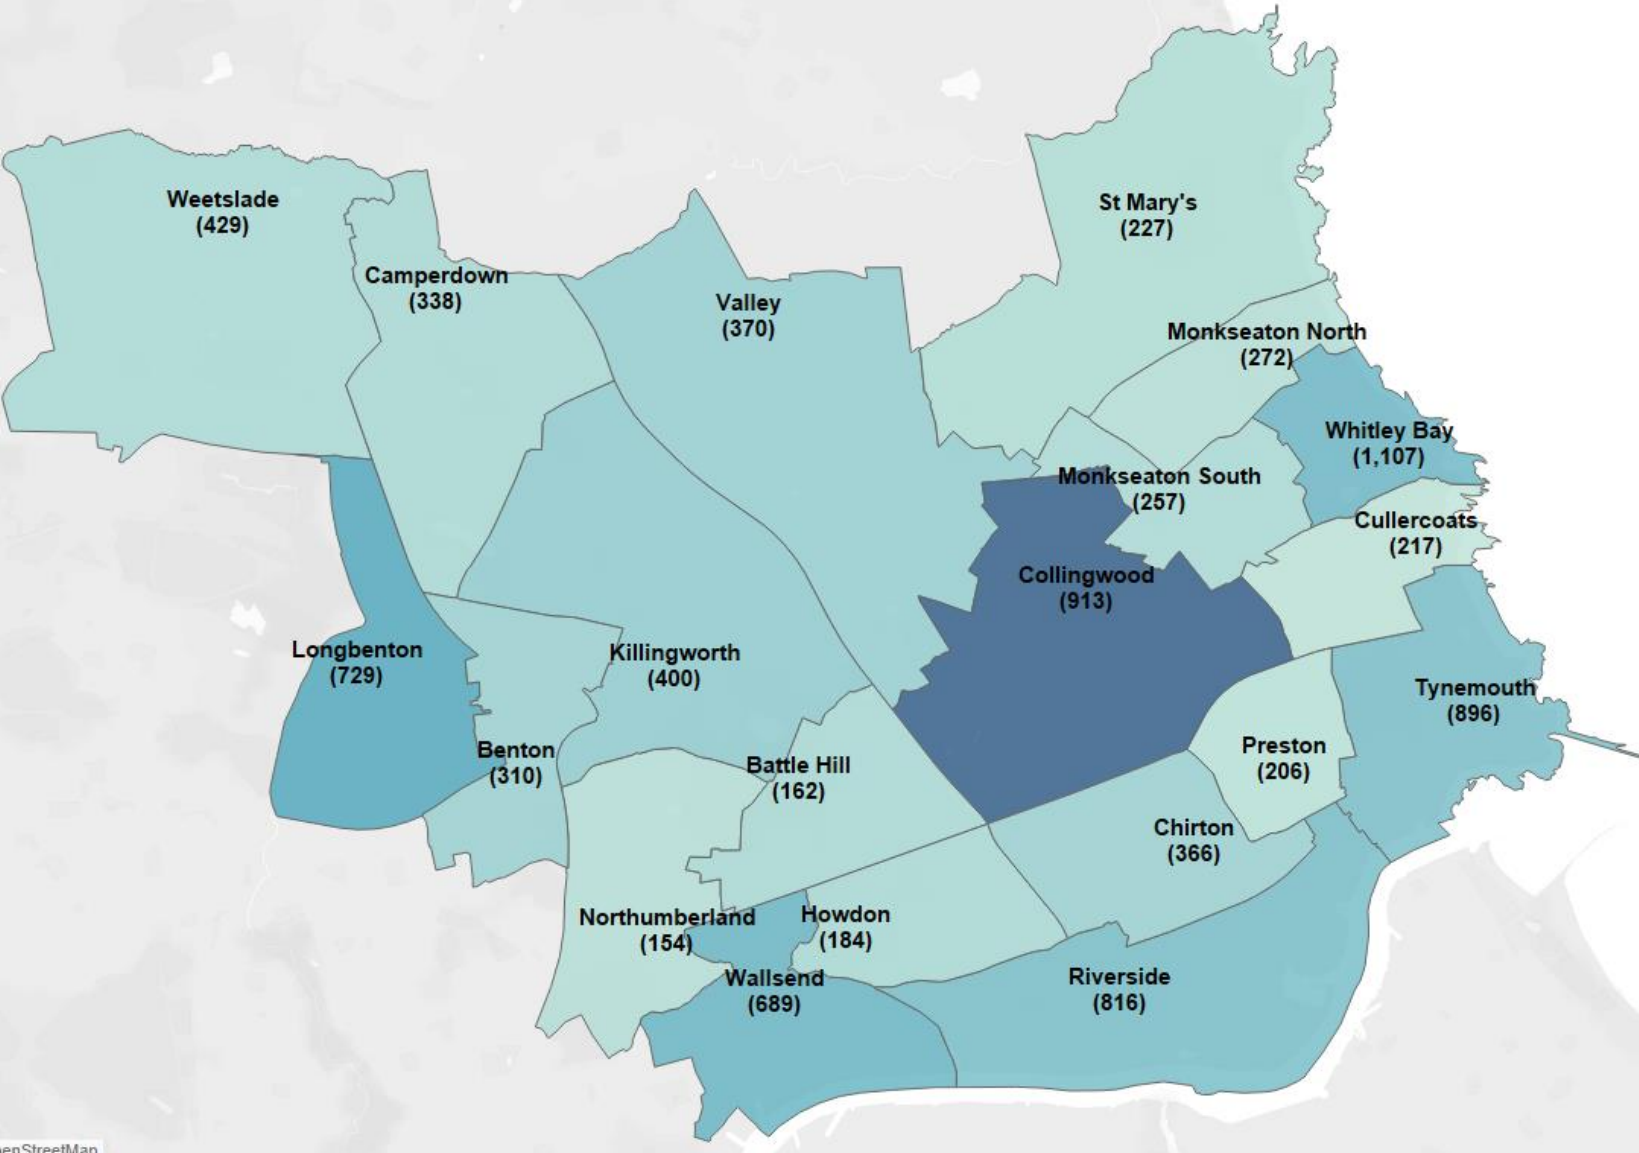 Weetslade
(429)
St Mary's
(227)
Camperdown
(338)
Valley
(370)
Monkseaton North
(272)
Whitley Bay
(1,107)
Monkseaton South
(257)
Cullercoats
(217)
Collingwood
(913)
Longbenton
(729)
Killingworth
(400)
Tynemouth
(896)
Benton
(310)
Battle Hill
(162)
Preston
(206)
Chirton
(366)
Northumberland
(154)
Howdon
(184)
Wallsend
(689)
Riverside
(816)
penStreetMap